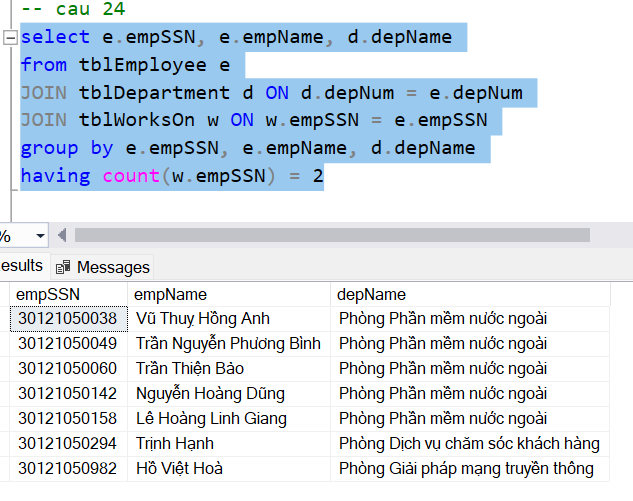 -- cau 24
select e.empSSN, e.empName, d.depName
from tblEmployee e
JOIN tblDepartment d ON d.depNum = e.depNum
JOIN tblWorksOn w ON w.empSSN = e.empSSN
group by e.empSSN, e.empName, d.depName
having count(w.empSSN) = 2
%
esults Messages
empSSN empName depName
30121050038 Vũ Thuỵ Hồng Anh Phòng Phần mềm nước ngoài
30121050049 Trần Nguyễn Phương Bình Phòng Phần mềm nước ngoài
30121050060 Trần Thiện Bảo Phòng Phần mềm nước ngoài
30121050142 Nguyễn Hoàng Dũng Phòng Phần mềm nước ngoài
30121050158 Lê Hoàng Linh Giang Phòng Phần mềm nước ngoài
30121050294 Trịnh Hạnh Phòng Dịch vụ chăm sóc khách hàng
30121050982 Hồ Việt Hoà Phòng Giải pháp mạng truyền thông